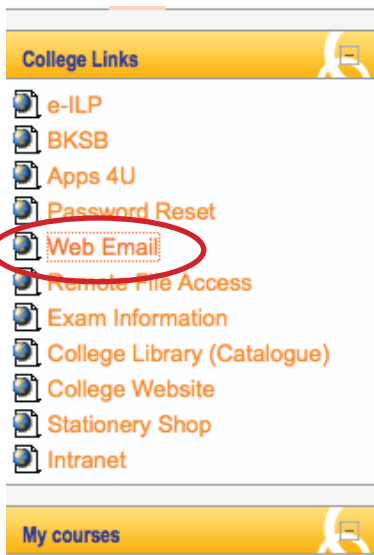 College Links
e-ILP
BKSB
Apps 4U
Password Reset
Web Email
Remote File Access
Exam Information
College Library (Catalogue)
College Website
Stationery Shop
Intranet
My courses